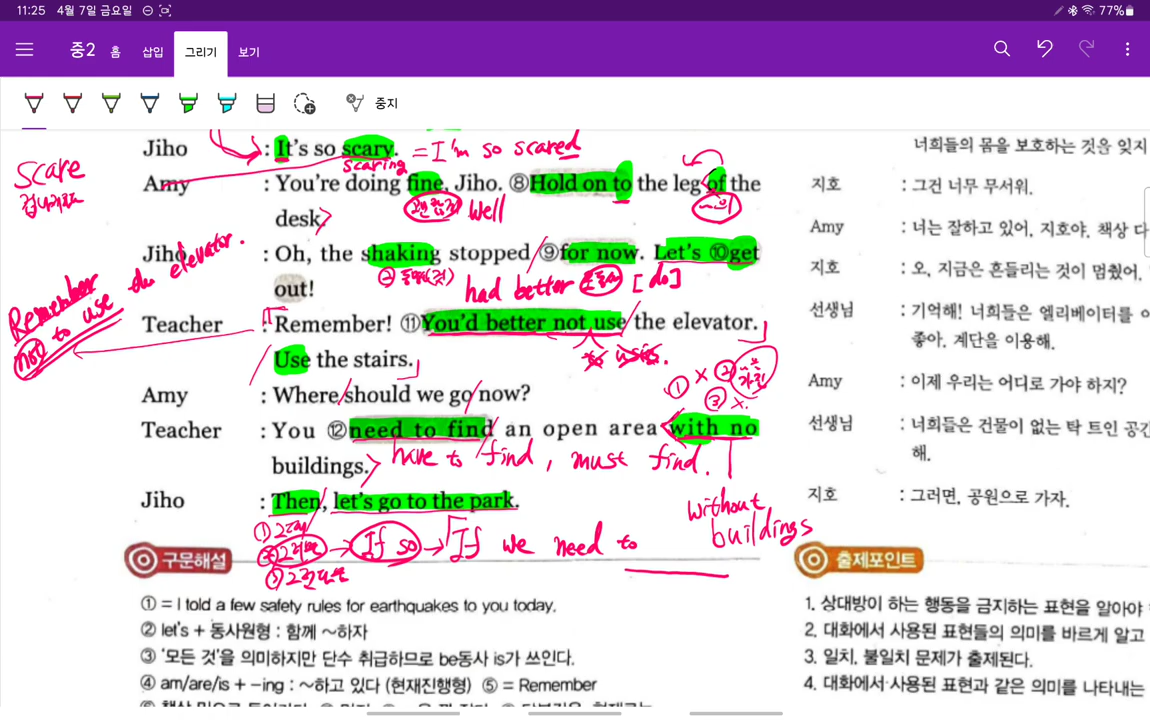 11:25 4월 7일 금요일 77%
중2 홈 삽입 그리기 보기
중지
Jiho : It's so scary. = I'm so scared
scaring
너희들의 몸을 보호하는 것을 잊지
scare
겁나게하다
Amy : You're doing fine, Jiho. ⑧Hold on to the leg of the
desk.
괜찮게 well
~의
지호 : 그건 너무 무서워.
Amy : 너는 잘하고 있어, 지호야. 책상 다
Jiho : Oh, the shaking stopped ⑨for now. Let's ⑩get
out!
had better [do]
지호 : 오, 지금은 흔들리는 것이 멈췄어.
Remember
not to use the elevator.
Teacher : Remember! ⑪You'd better not use the elevator.
Use the stairs.
to using.
선생님 : 기억해! 너희들은 엘리베이터를 이
좋아, 계단을 이용해.
Amy : Where should we go now?
① X ②
③ X.
Amy : 이제 우리는 어디로 가야 하지?
Teacher : You ⑫need to find an open area with no
buildings.
have to find, must find.
선생님 : 너희들은 건물이 없는 탁 트인 공간
해.
Jiho : Then, let's go to the park.
without
buildings
지호 : 그러면, 공원으로 가자.
① ② 그러면 → If so → If we need to
③
구문해설
① = I told a few safety rules for earthquakes to you today.
② let's + 동사원형 : 함께 ~하자
③ '모든 것'을 의미하지만 단수 취급하므로 be동사 is가 쓰인다.
④ am/are/is + -ing : ~하고 있다 (현재진행형) ⑤ = Remember
출제포인트
1. 상대방이 하는 행동을 금지하는 표현을 알아야
2. 대화에서 사용된 표현들의 의미를 바르게 알고
3. 일치, 불일치 문제가 출제된다.
4. 대화에서 사용된 표현과 같은 의미를 나타내는